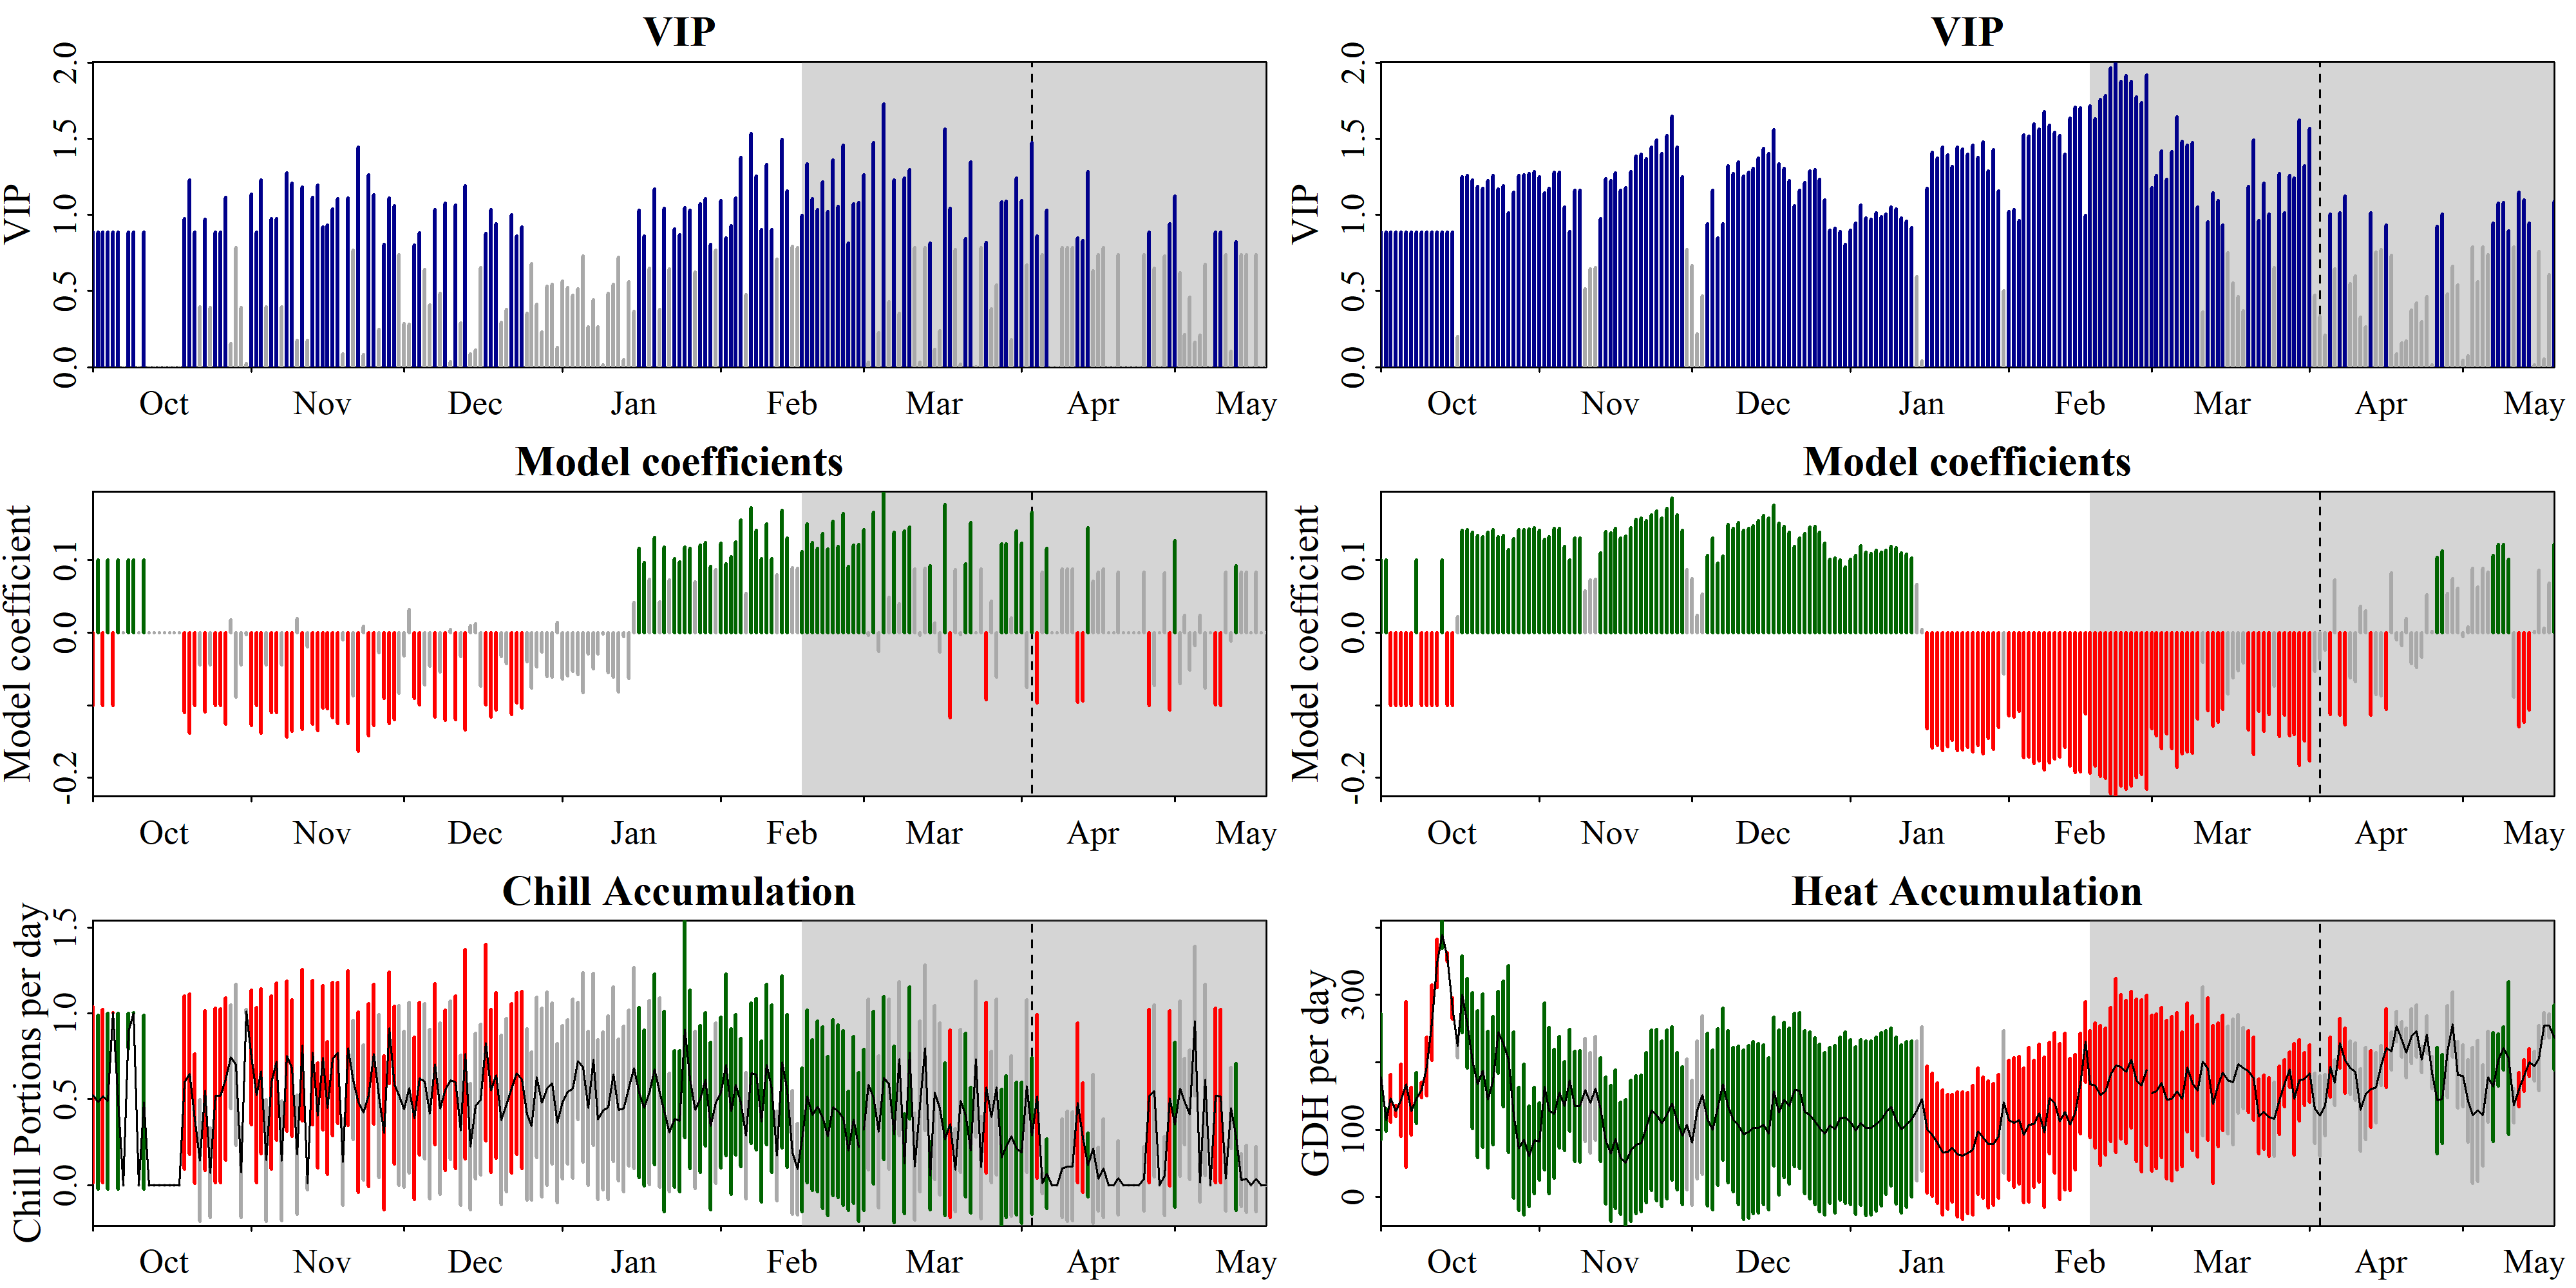 VIP
VIP
2.0
1.5
1.0
0.5
0.0
Oct Nov Dec Jan Feb Mar Apr May
VIP
VIP
2.0
1.5
1.0
0.5
0.0
Oct Nov Dec Jan Feb Mar Apr May
Model coefficients
Model coefficient
0.1
0.0
-0.2
Oct Nov Dec Jan Feb Mar Apr May
Model coefficients
Model coefficient
0.1
0.0
-0.2
Oct Nov Dec Jan Feb Mar Apr May
Chill Accumulation
Chill Portions per day
1.5
1.0
0.5
0.0
Oct Nov Dec Jan Feb Mar Apr May
Heat Accumulation
GDH per day
300
100
0
Oct Nov Dec Jan Feb Mar Apr May